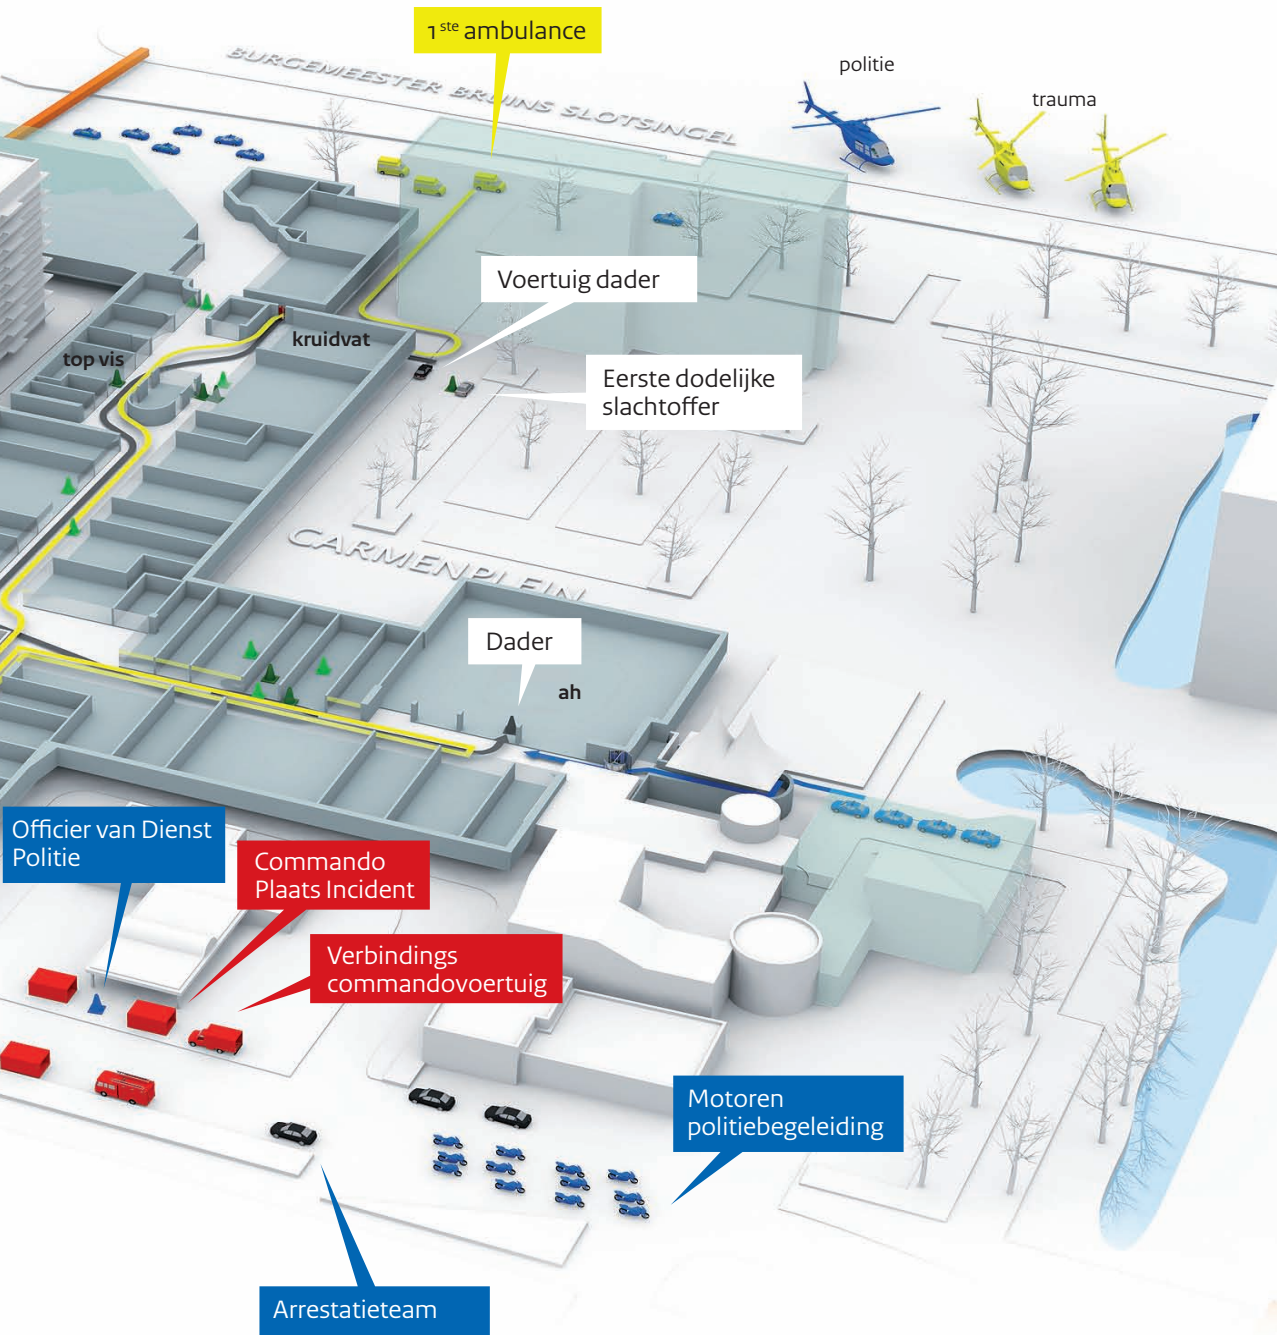 1ste ambulance
BURGEMEESTER BRUINS SLOTSINGEL
politie
trauma
Voertuig dader
kruidvat
top vis
Eerste dodelijke
slachtoffer
CARMENPLEIN
Dader
ah
Officier van Dienst
Politie
Commando
Plaats Incident
Verbindings
commandovoertuig
Motoren
politiebegeleiding
Arrestatieteam